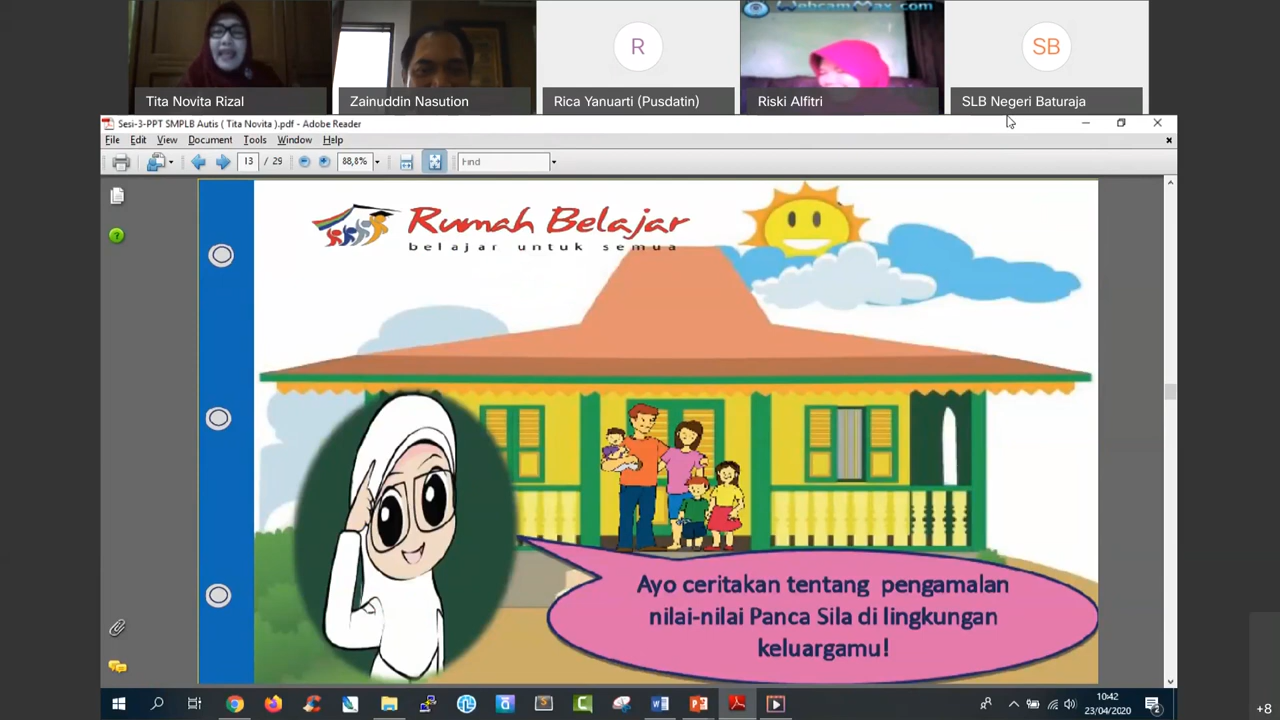 WebcamMax.com
R
SB
Tita Novita Rizal
Zainuddin Nasution
Rica Yanuarti (Pusdatin)
Riski Alfitri
SLB Negeri Baturaja
Sesi-3-PPT SMPLB Autis ( Tita Novita ).pdf - Adobe Reader
File Edit View Document Tools Window Help
13 / 29 88,8% Find
Rumah Belajar
belajar untuk semua
Ayo ceritakan tentang pengamalan
nilai-nilai Panca Sila di lingkungan
keluargamu!
10:42
23/04/2020
2
+8